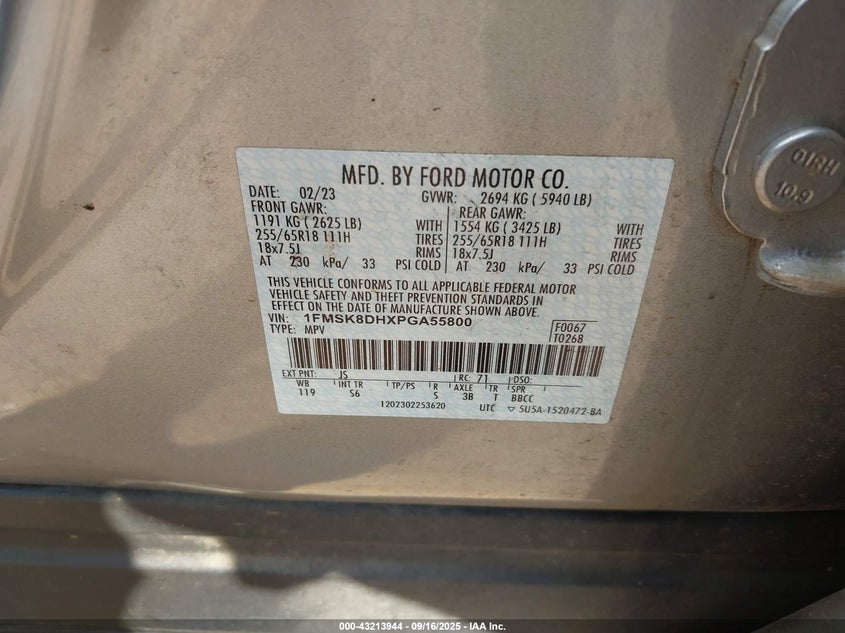 MFD. BY FORD MOTOR CO.
DATE: 02/23 GVWR: 2694 KG ( 5940 LB)
FRONT GAWR: REAR GAWR:
1191 KG ( 2625 LB) WITH 1554 KG ( 3425 LB) WITH
255/65R18 111H TIRES 255/65R18 111H TIRES
18x7.5J RIMS 18x7.5J RIMS
AT 230 kPa/ 33 PSI COLD AT 230 kPa/ 33 PSI COLD
THIS VEHICLE CONFORMS TO ALL APPLICABLE FEDERAL MOTOR
VEHICLE SAFETY AND THEFT PREVENTION STANDARDS IN
EFFECT ON THE DATE OF MANUFACTURE SHOWN ABOVE.
VIN: 1FMSK8DHXPGA55800 F0067
TYPE: MPV T0268
EXT PNT: JS RC: 71 DSO:
WB INT TR TP/PS R AXLE TR SPR
119 S6 S 3B T BBCC
1202302253620 UTC ▽ 5U5A-1520472-BA
01RH
10.9
000-43213944 - 09/16/2025 - IAA Inc.